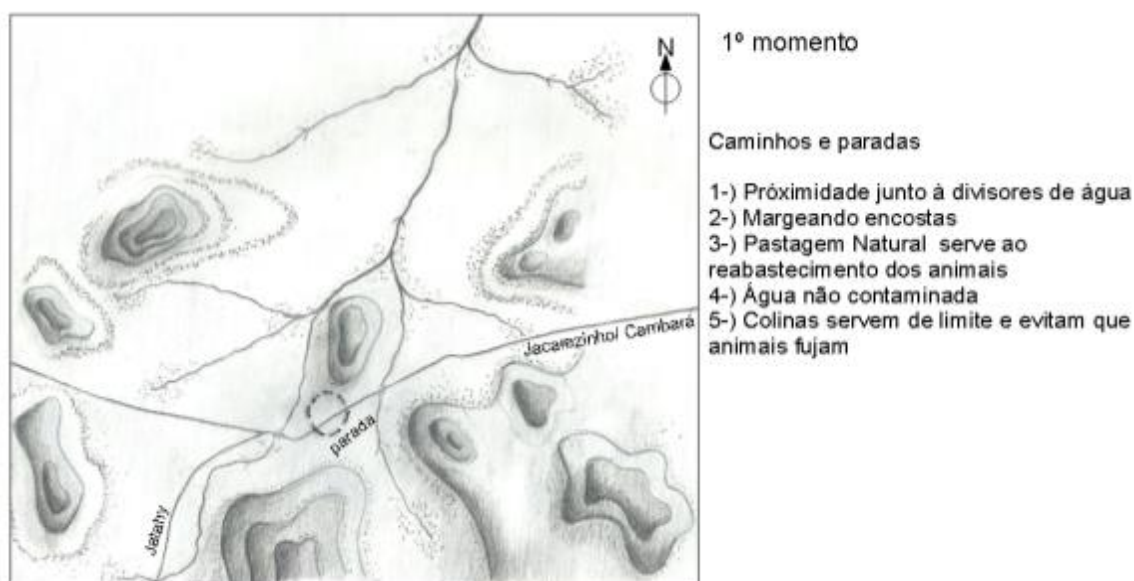 N
1º momento
Caminhos e paradas
1-) Próximidade junto à divisores de água
2-) Margeando encostas
3-) Pastagem Natural serve ao
reabastecimento dos animais
4-) Água não contaminada
5-) Colinas servem de limite e evitam que
animais fujam
Jacarezinho/ Cambará
parada
Jatahy